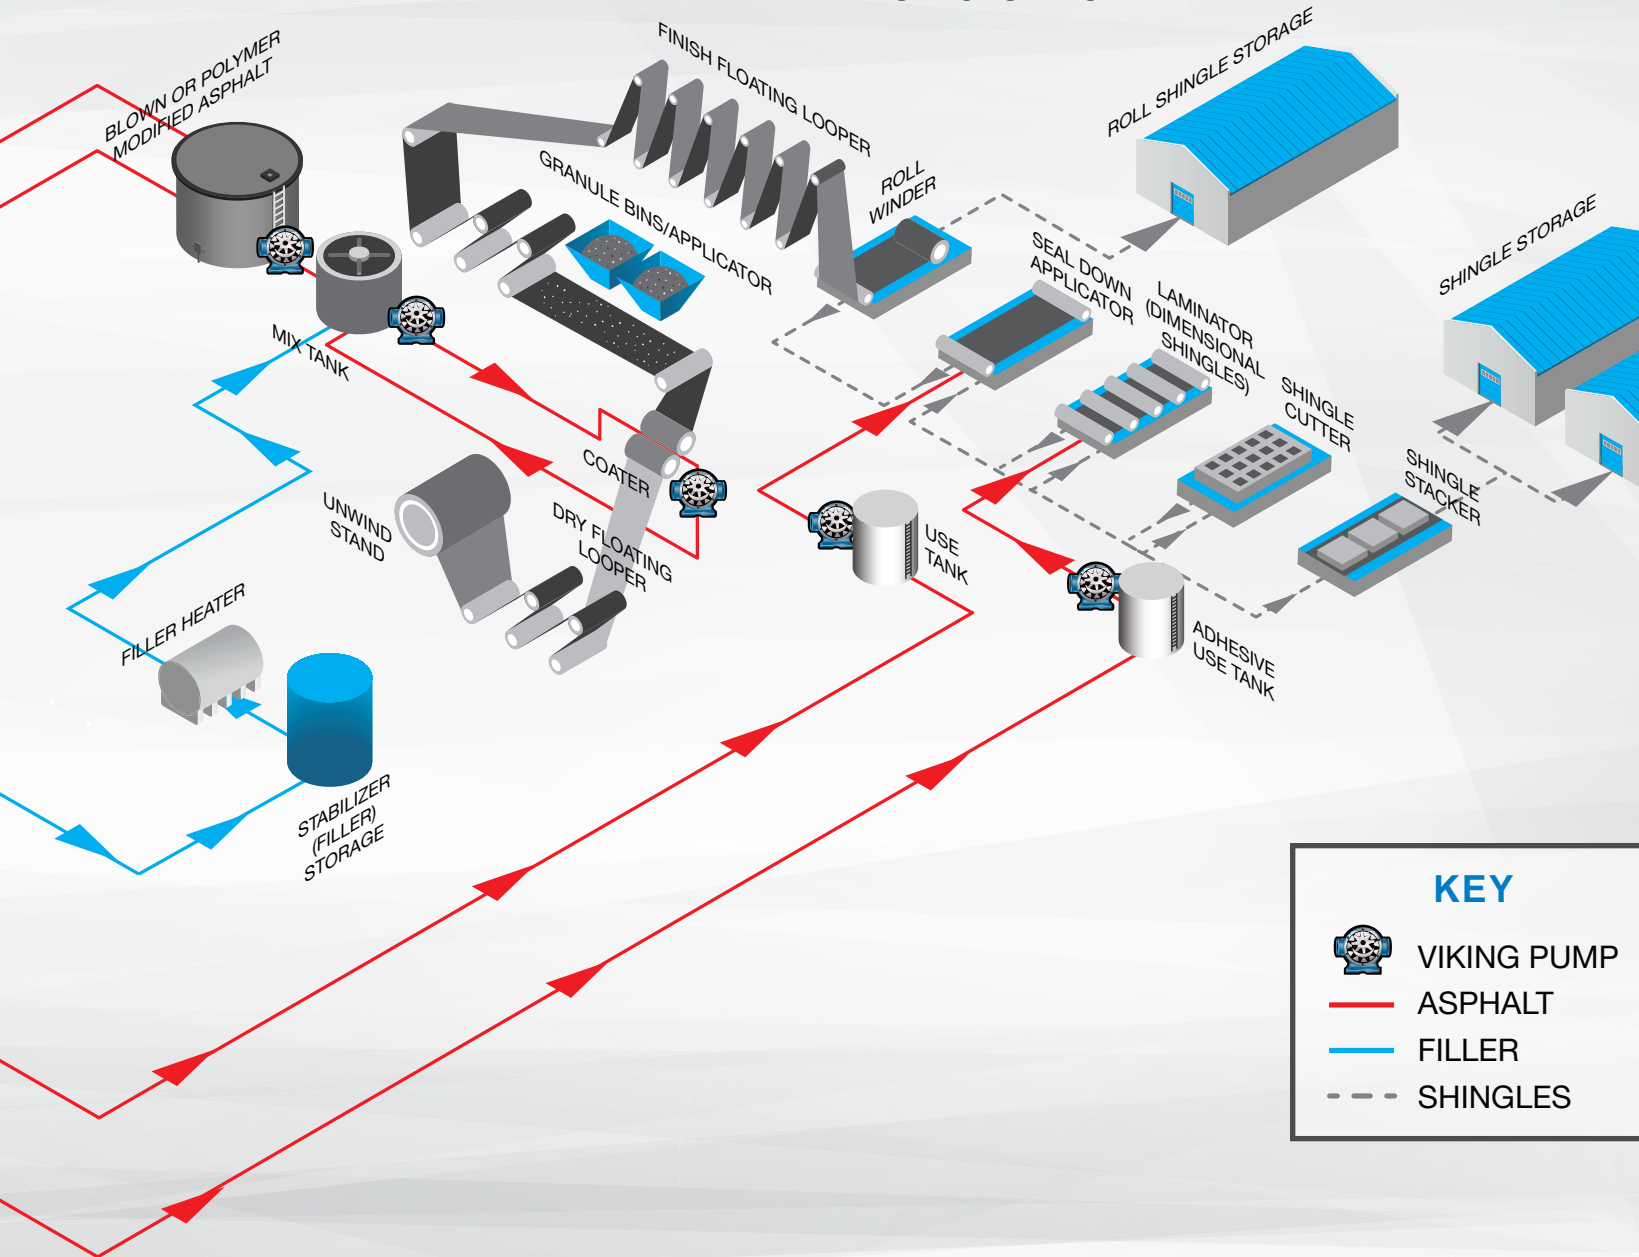 BLOWN OR POLYMER
MODIFIED ASPHALT
FINISH FLOATING LOOPER
ROLL SHINGLE STORAGE
GRANULE BINS/APPLICATOR
ROLL
WINDER
SHINGLE STORAGE
SEAL DOWN
APPLICATOR
LAMINATOR
(DIMENSIONAL
SHINGLES)
MIX TANK
SHINGLE
CUTTER
COATER
SHINGLE
STACKER
UNWIND
STAND
DRY FLOATING
LOOPER
USE
TANK
FILLER HEATER
ADHESIVE
USE TANK
STABILIZER
(FILLER)
STORAGE
KEY
VIKING PUMP
ASPHALT
FILLER
SHINGLES